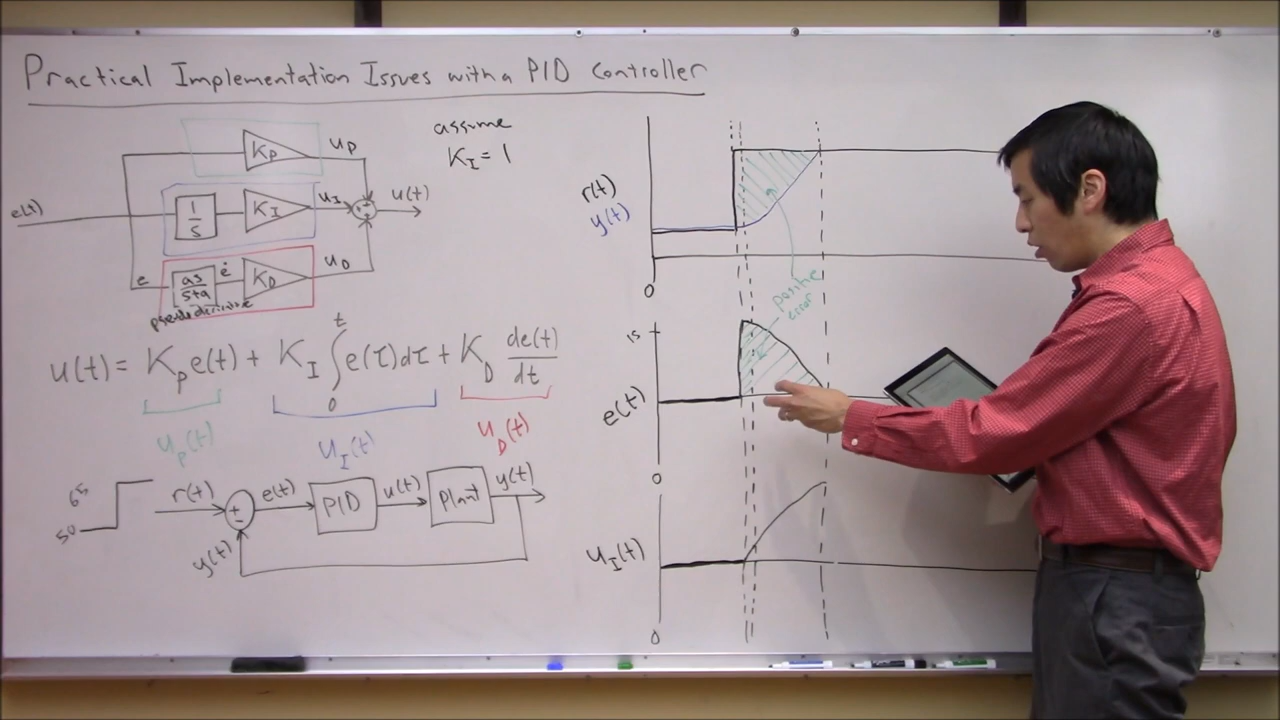 Practical Implementation Issues with a PID Controller
assume
K_I = 1
e(t)
K_P
u_P
1/s
K_I
u_I
+
+
+
u(t)
e
as/(s+a)
ė
K_D
u_D
pseudo derivative
u(t) = K_P e(t) + K_I ∫₀ᵗ e(τ)dτ + K_D de(t)/dt
u_P(t)
u_I(t)
u_D(t)
65
50
r(t)
+
-
e(t)
PID
u(t)
Plant
y(t)
y(t)
r(t)
y(t)
0
positive
error
15
e(t)
0
u_I(t)
0